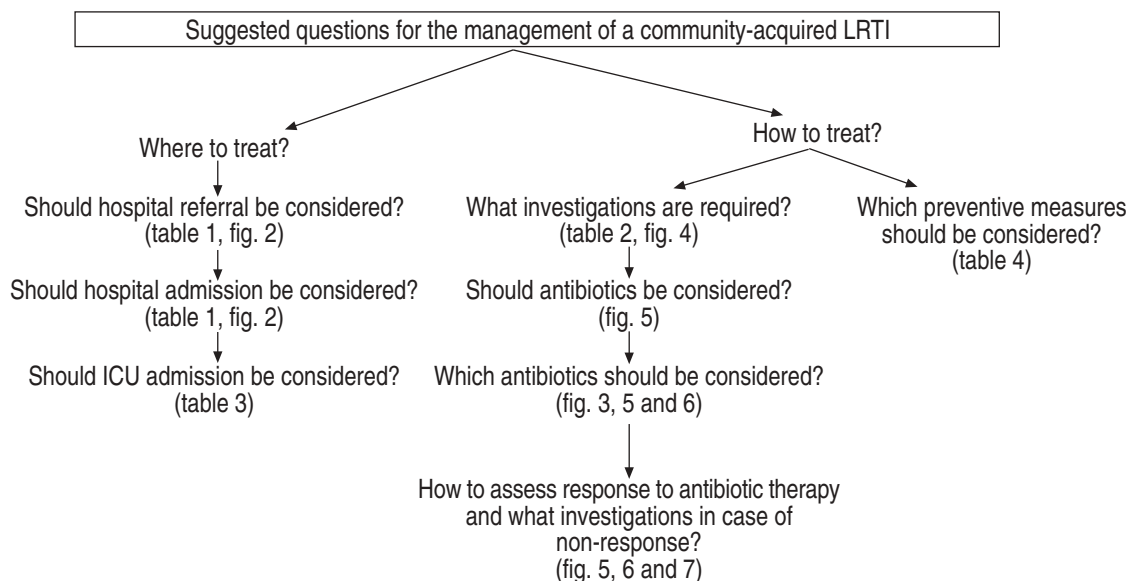 Suggested questions for the management of a community-acquired LRTI
Where to treat?
Should hospital referral be considered?
(table 1, fig. 2)
Should hospital admission be considered?
(table 1, fig. 2)
Should ICU admission be considered?
(table 3)
How to treat?
What investigations are required?
(table 2, fig. 4)
Should antibiotics be considered?
(fig. 5)
Which antibiotics should be considered?
(fig. 3, 5 and 6)
How to assess response to antibiotic therapy
and what investigations in case of
non-response?
(fig. 5, 6 and 7)
Which preventive measures
should be considered?
(table 4)